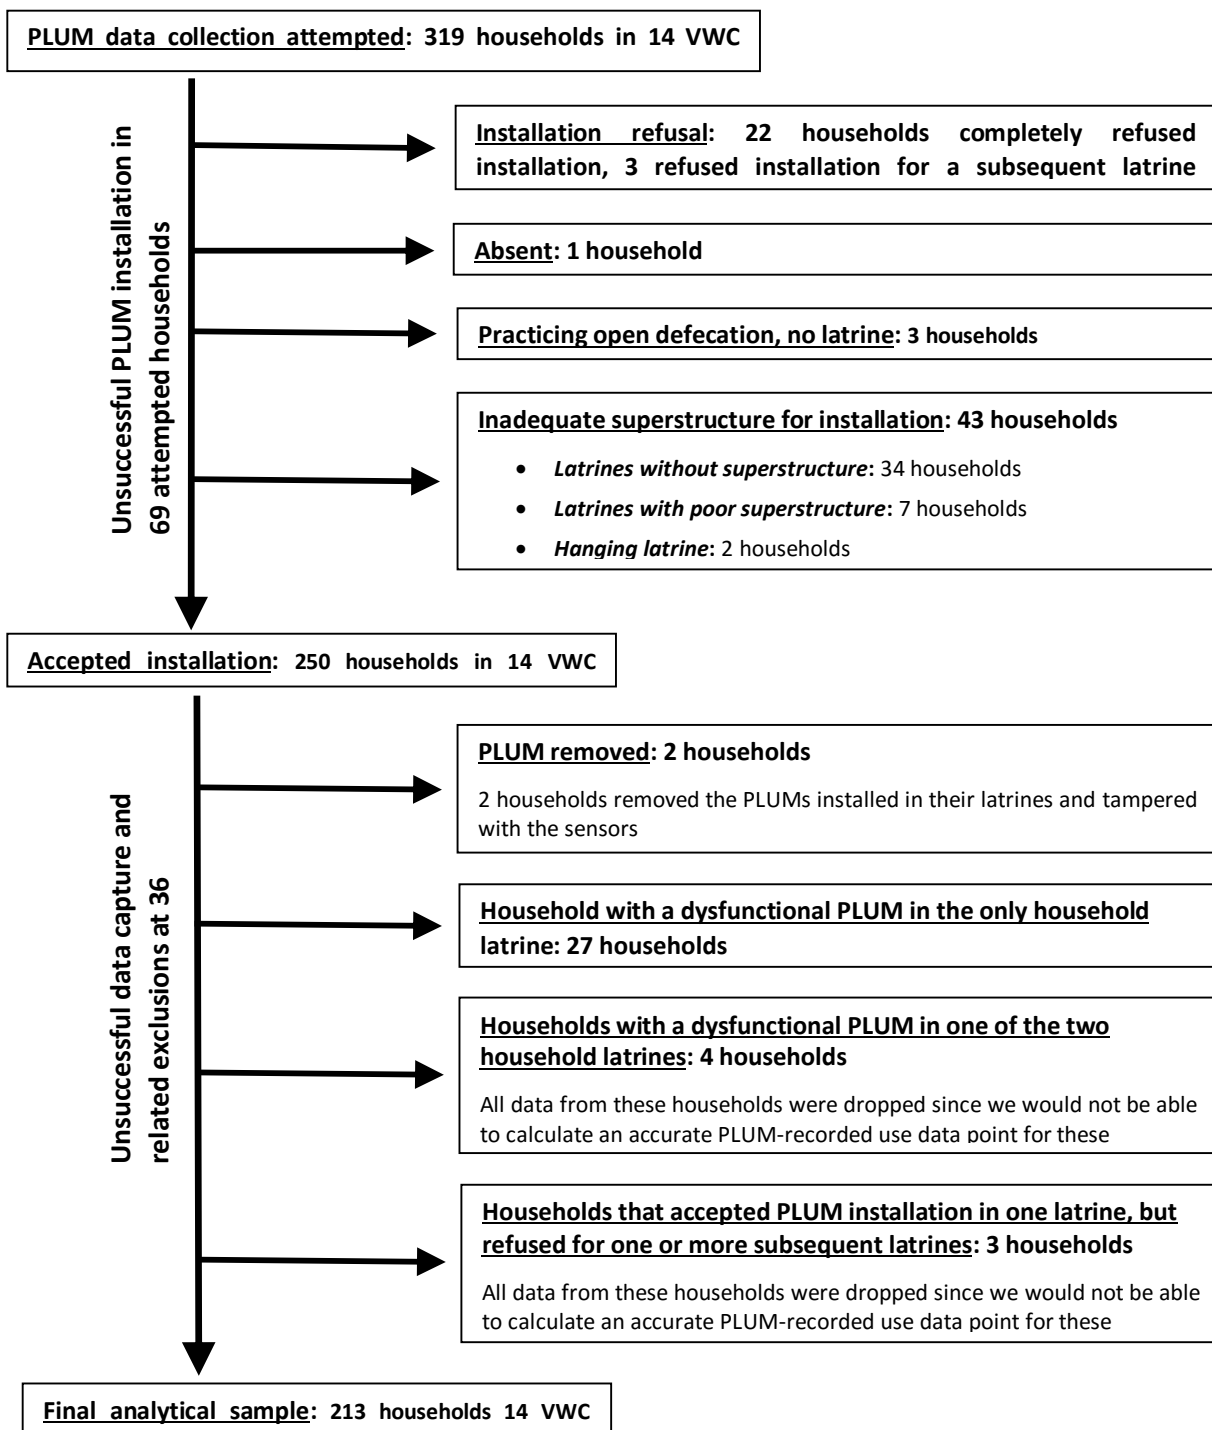 PLUM data collection attempted: 319 households in 14 VWC
Unsuccessful PLUM installation in
69 attempted households
Installation refusal: 22 households completely refused
installation, 3 refused installation for a subsequent latrine
Absent: 1 household
Practicing open defecation, no latrine: 3 households
Inadequate superstructure for installation: 43 households
• Latrines without superstructure: 34 households
• Latrines with poor superstructure: 7 households
• Hanging latrine: 2 households
Accepted installation: 250 households in 14 VWC
Unsuccessful data capture and
related exclusions at 36
PLUM removed: 2 households
2 households removed the PLUMs installed in their latrines and tampered
with the sensors
Household with a dysfunctional PLUM in the only household
latrine: 27 households
Households with a dysfunctional PLUM in one of the two
household latrines: 4 households
All data from these households were dropped since we would not be able
to calculate an accurate PLUM-recorded use data point for these
Households that accepted PLUM installation in one latrine, but
refused for one or more subsequent latrines: 3 households
All data from these households were dropped since we would not be able
to calculate an accurate PLUM-recorded use data point for these
Final analytical sample: 213 households 14 VWC